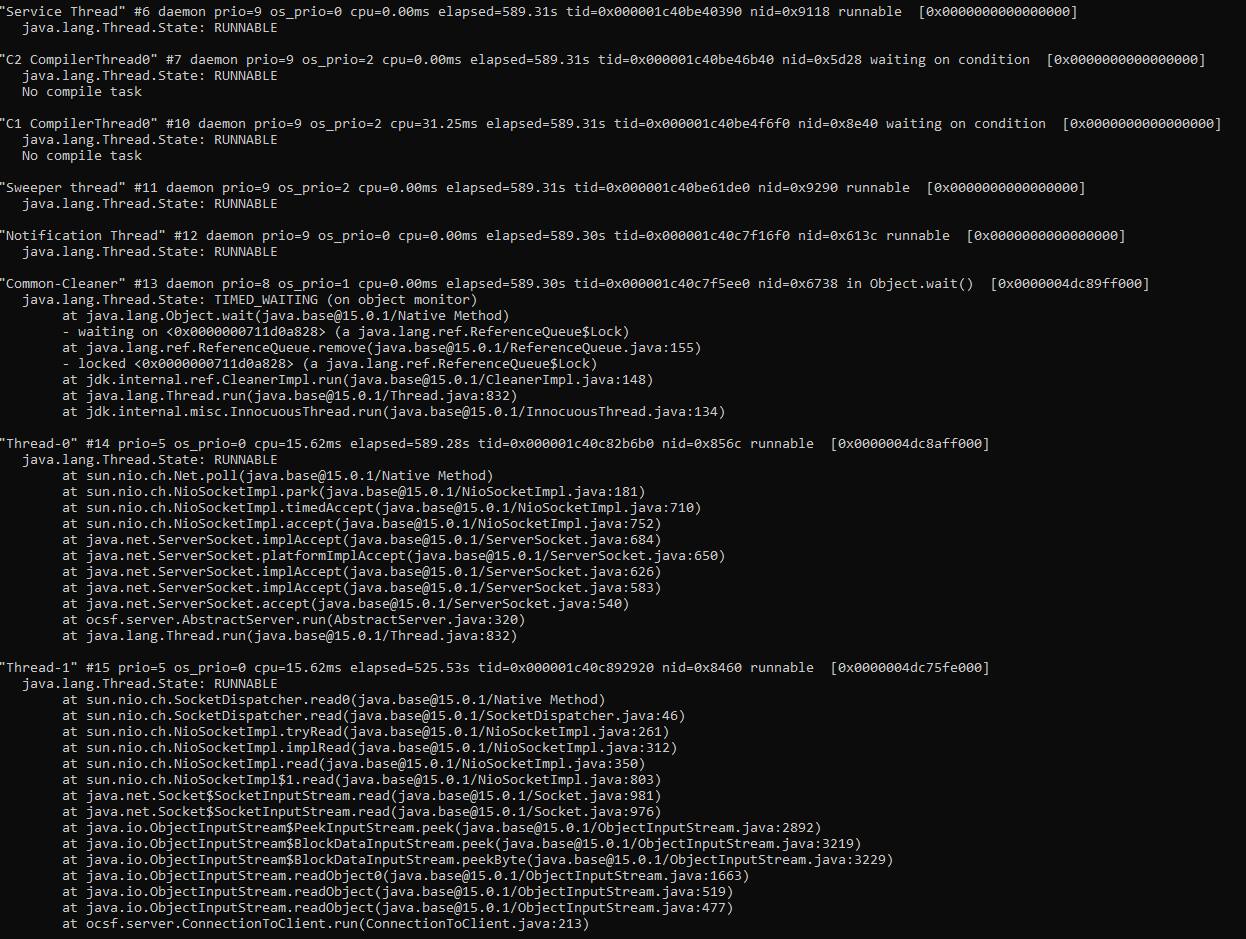 "Service Thread" #6 daemon prio=9 os_prio=0 cpu=0.00ms elapsed=589.31s tid=0x000001c40be40390 nid=0x9118 runnable  [0x0000000000000000]
   java.lang.Thread.State: RUNNABLE

"C2 CompilerThread0" #7 daemon prio=9 os_prio=2 cpu=0.00ms elapsed=589.31s tid=0x000001c40be46b40 nid=0x5d28 waiting on condition  [0x0000000000000000]
   java.lang.Thread.State: RUNNABLE
   No compile task

"C1 CompilerThread0" #10 daemon prio=9 os_prio=2 cpu=31.25ms elapsed=589.31s tid=0x000001c40be4f6f0 nid=0x8e40 waiting on condition  [0x0000000000000000]
   java.lang.Thread.State: RUNNABLE
   No compile task

"Sweeper thread" #11 daemon prio=9 os_prio=2 cpu=0.00ms elapsed=589.31s tid=0x000001c40be61de0 nid=0x9290 runnable  [0x0000000000000000]
   java.lang.Thread.State: RUNNABLE

"Notification Thread" #12 daemon prio=9 os_prio=0 cpu=0.00ms elapsed=589.30s tid=0x000001c40c7f16f0 nid=0x613c runnable  [0x0000000000000000]
   java.lang.Thread.State: RUNNABLE

"Common-Cleaner" #13 daemon prio=8 os_prio=1 cpu=0.00ms elapsed=589.30s tid=0x000001c40c7f5ee0 nid=0x6738 in Object.wait()  [0x0000004dc89ff000]
   java.lang.Thread.State: TIMED_WAITING (on object monitor)
        at java.lang.Object.wait(java.base@15.0.1/Native Method)
        - waiting on <0x0000000711d0a828> (a java.lang.ref.ReferenceQueue$Lock)
        at java.lang.ref.ReferenceQueue.remove(java.base@15.0.1/ReferenceQueue.java:155)
        - locked <0x0000000711d0a828> (a java.lang.ref.ReferenceQueue$Lock)
        at jdk.internal.ref.CleanerImpl.run(java.base@15.0.1/CleanerImpl.java:148)
        at java.lang.Thread.run(java.base@15.0.1/Thread.java:832)
        at jdk.internal.misc.InnocuousThread.run(java.base@15.0.1/InnocuousThread.java:134)

"Thread-0" #14 prio=5 os_prio=0 cpu=15.62ms elapsed=589.28s tid=0x000001c40c82b6b0 nid=0x856c runnable  [0x0000004dc8aff000]
   java.lang.Thread.State: RUNNABLE
        at sun.nio.ch.Net.poll(java.base@15.0.1/Native Method)
        at sun.nio.ch.NioSocketImpl.park(java.base@15.0.1/NioSocketImpl.java:181)
        at sun.nio.ch.NioSocketImpl.timedAccept(java.base@15.0.1/NioSocketImpl.java:710)
        at sun.nio.ch.NioSocketImpl.accept(java.base@15.0.1/NioSocketImpl.java:752)
        at java.net.ServerSocket.implAccept(java.base@15.0.1/ServerSocket.java:684)
        at java.net.ServerSocket.platformImplAccept(java.base@15.0.1/ServerSocket.java:650)
        at java.net.ServerSocket.implAccept(java.base@15.0.1/ServerSocket.java:626)
        at java.net.ServerSocket.implAccept(java.base@15.0.1/ServerSocket.java:583)
        at java.net.ServerSocket.accept(java.base@15.0.1/ServerSocket.java:540)
        at ocsf.server.AbstractServer.run(AbstractServer.java:320)
        at java.lang.Thread.run(java.base@15.0.1/Thread.java:832)

"Thread-1" #15 prio=5 os_prio=0 cpu=15.62ms elapsed=525.53s tid=0x000001c40c892920 nid=0x8460 runnable  [0x0000004dc75fe000]
   java.lang.Thread.State: RUNNABLE
        at sun.nio.ch.SocketDispatcher.read0(java.base@15.0.1/Native Method)
        at sun.nio.ch.SocketDispatcher.read(java.base@15.0.1/SocketDispatcher.java:46)
        at sun.nio.ch.NioSocketImpl.tryRead(java.base@15.0.1/NioSocketImpl.java:261)
        at sun.nio.ch.NioSocketImpl.implRead(java.base@15.0.1/NioSocketImpl.java:312)
        at sun.nio.ch.NioSocketImpl.read(java.base@15.0.1/NioSocketImpl.java:350)
        at sun.nio.ch.NioSocketImpl$1.read(java.base@15.0.1/NioSocketImpl.java:803)
        at java.net.Socket$SocketInputStream.read(java.base@15.0.1/Socket.java:981)
        at java.net.Socket$SocketInputStream.read(java.base@15.0.1/Socket.java:976)
        at java.io.ObjectInputStream$PeekInputStream.peek(java.base@15.0.1/ObjectInputStream.java:2892)
        at java.io.ObjectInputStream$BlockDataInputStream.peek(java.base@15.0.1/ObjectInputStream.java:3219)
        at java.io.ObjectInputStream$BlockDataInputStream.peekByte(java.base@15.0.1/ObjectInputStream.java:3229)
        at java.io.ObjectInputStream.readObject0(java.base@15.0.1/ObjectInputStream.java:1663)
        at java.io.ObjectInputStream.readObject(java.base@15.0.1/ObjectInputStream.java:519)
        at java.io.ObjectInputStream.readObject(java.base@15.0.1/ObjectInputStream.java:477)
        at ocsf.server.ConnectionToClient.run(ConnectionToClient.java:213)